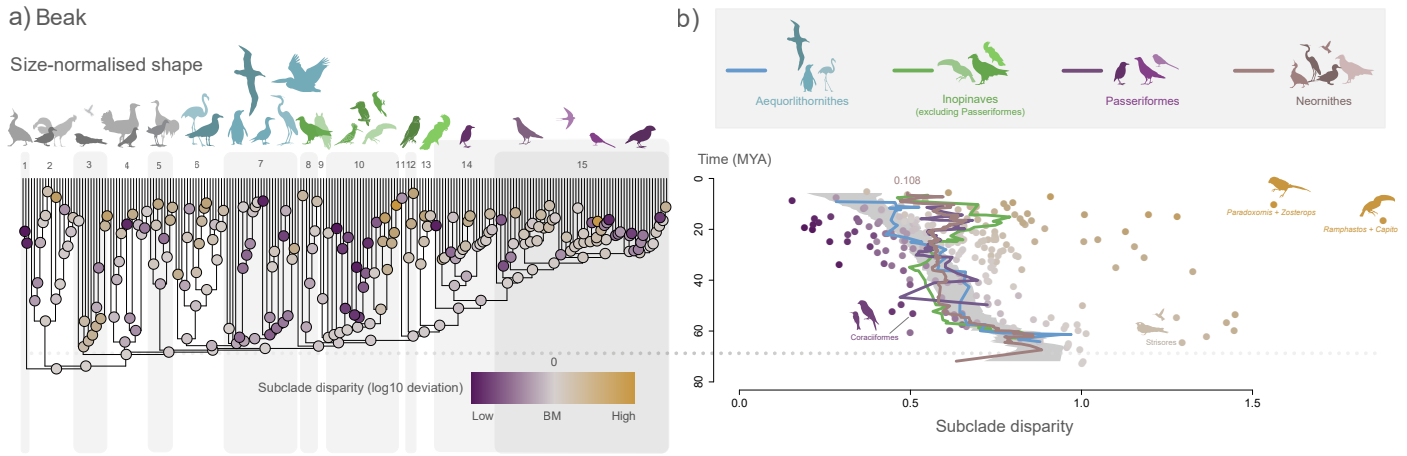 a) Beak
Size-normalised shape
1 2 3 4 5 6 7 8 9 10 11 12 13 14 15
0
Subclade disparity (log10 deviation)
Low BM High
b)
Aequorlithornithes
Inopinaves
(excluding Passeriformes)
Passeriformes
Neornithes
Time (MYA)
0
20
40
60
80
0.108
Paradoxornis + Zosterops
Ramphastos + Capito
Coraciiformes
Strisores
0.0 0.5 1.0 1.5
Subclade disparity